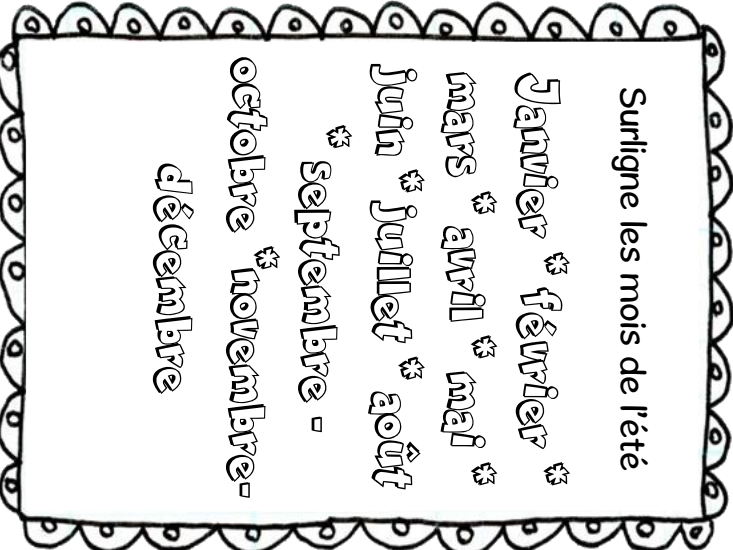 Surligne les mois de l'été
Janvier * février *
mars * avril * mai *
juin * juillet * août
* septembre -
octobre * novembre-
décembre